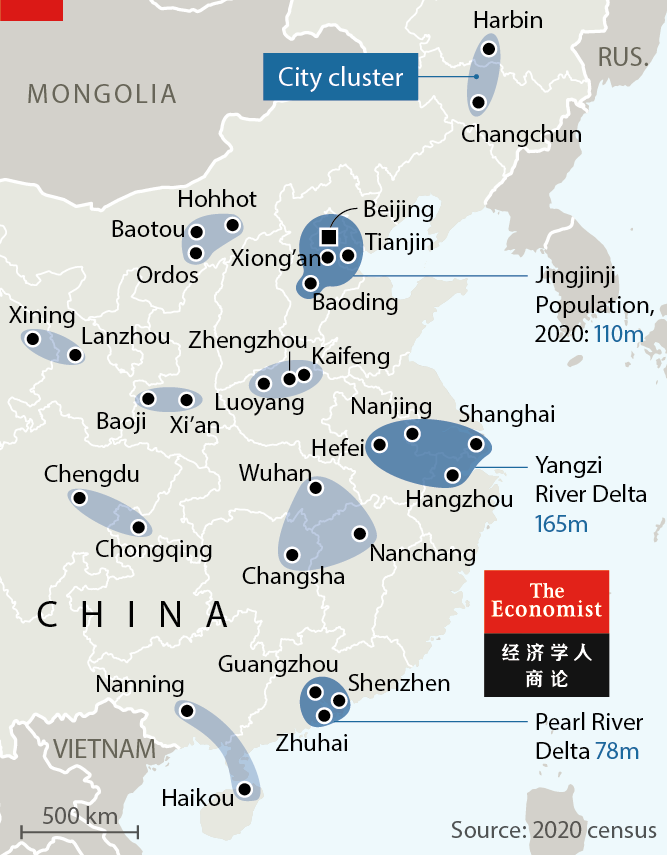 Harbin
RUS.
City cluster
MONGOLIA
Changchun
Hohhot
Beijing
Baotou
Tianjin
Xiong’an
Ordos
Jingjinji
Population,
2020: 110m
Baoding
Xining
Lanzhou
Zhengzhou
Kaifeng
Luoyang
Baoji
Xi’an
Nanjing
Shanghai
Hefei
Yangzi
River Delta
165m
Hangzhou
Chengdu
Wuhan
Chongqing
Nanchang
Changsha
The
Economist
经济学人
商论
CHINA
Guangzhou
Shenzhen
Nanning
Pearl River
Delta 78m
Zhuhai
VIETNAM
Haikou
500 km
Source: 2020 census